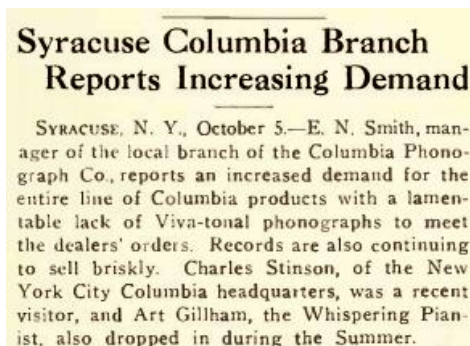 Syracuse Columbia Branch
Reports Increasing Demand
SYRACUSE, N. Y., October 5.—E. N. Smith, man-
ager of the local branch of the Columbia Phono-
graph Co., reports an increased demand for the
entire line of Columbia products with a lamen-
table lack of Viva-tonal phonographs to meet
the dealers' orders. Records are also continuing
to sell briskly. Charles Stinson, of the New
York City Columbia headquarters, was a recent
visitor, and Art Gillham, the Whispering Pian-
ist, also dropped in during the Summer.